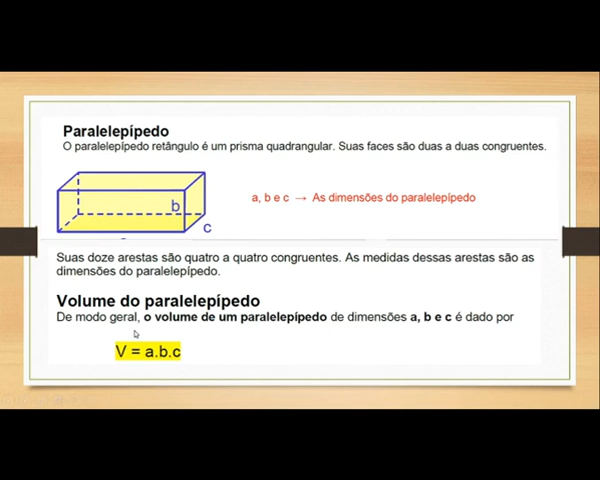 Paralelepípedo
O paralelepípedo retângulo é um prisma quadrangular. Suas faces são duas a duas congruentes.
a, b e c → As dimensões do paralelepípedo
b
c
Suas doze arestas são quatro a quatro congruentes. As medidas dessas arestas são as
dimensões do paralelepípedo.
Volume do paralelepípedo
De modo geral, o volume de um paralelepípedo de dimensões a, b e c é dado por
V = a.b.c